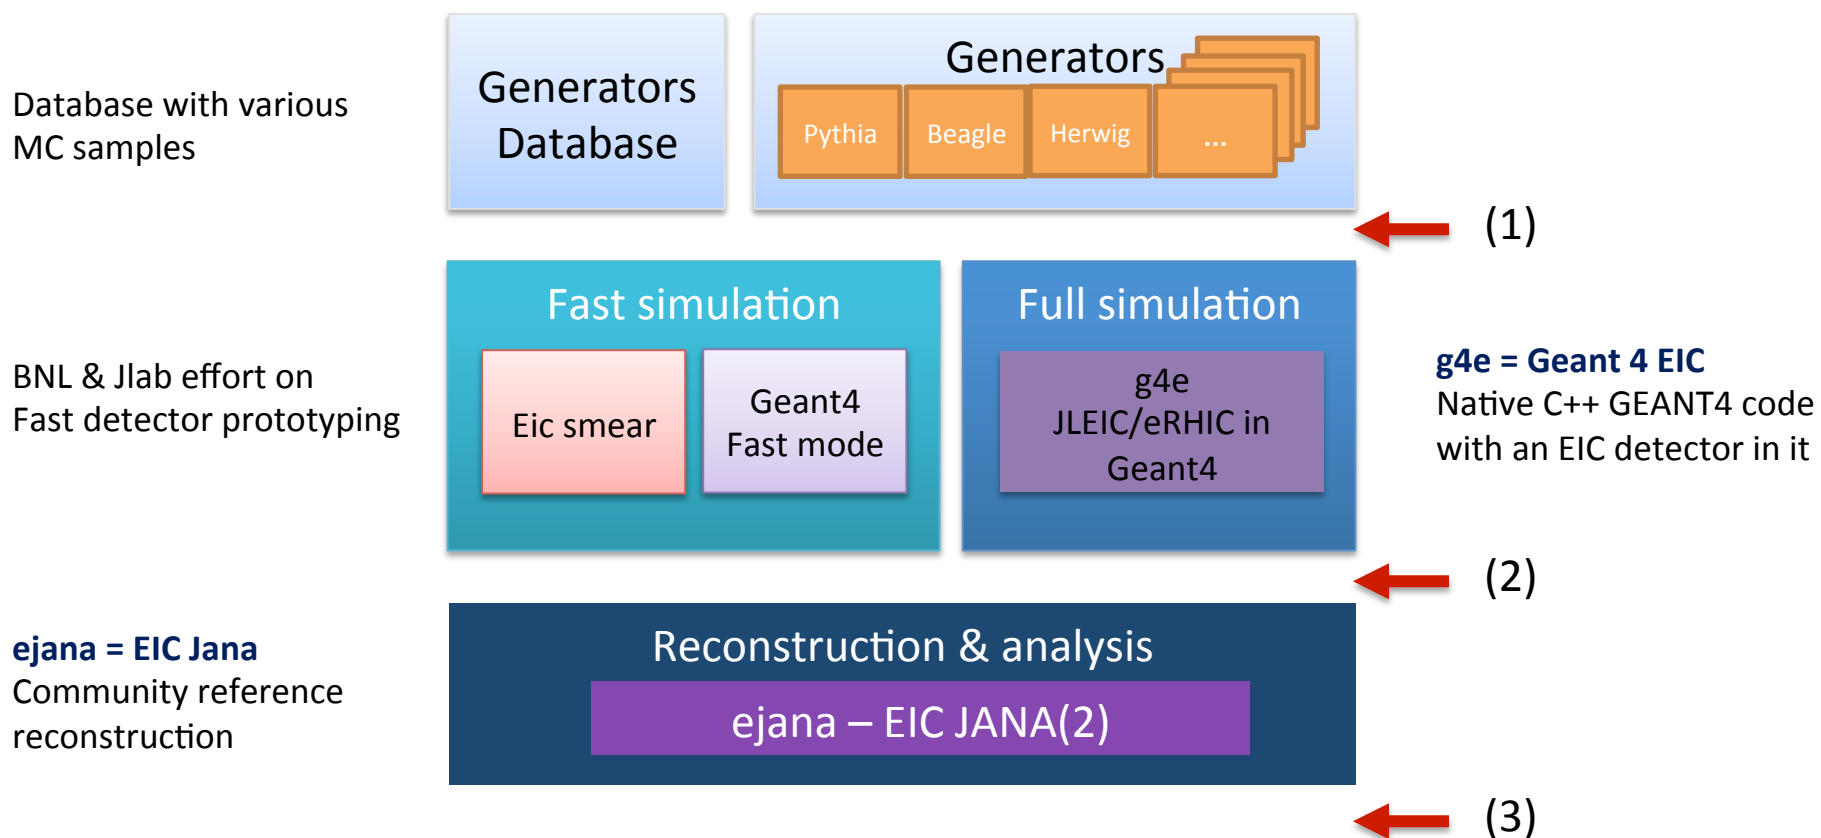 Database with various
MC samples
Generators
Database
Generators
Pythia
Beagle
Herwig
...
(1)
BNL & Jlab effort on
Fast detector prototyping
Fast simulation
Eic smear
Geant4
Fast mode
Full simulation
g4e
JLEIC/eRHIC in
Geant4
g4e = Geant 4 EIC
Native C++ GEANT4 code
with an EIC detector in it
(2)
ejana = EIC Jana
Community reference
reconstruction
Reconstruction & analysis
ejana – EIC JANA(2)
(3)